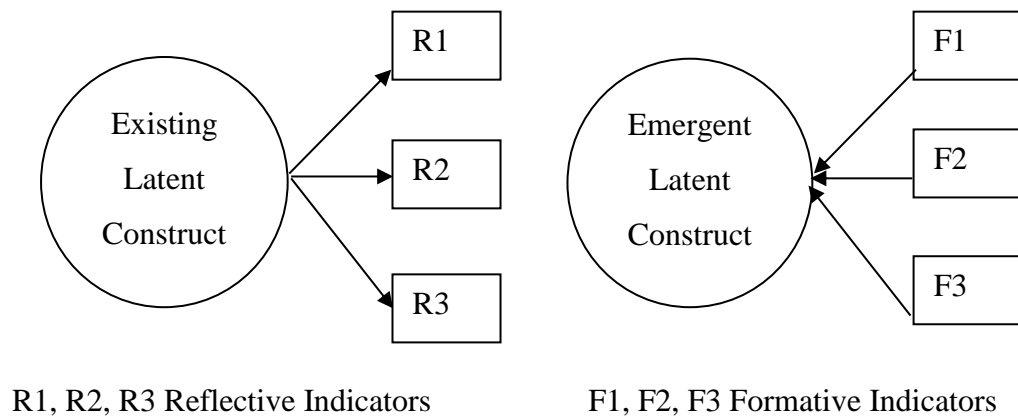 Existing
Latent
Construct
R1
R2
R3
Emergent
Latent
Construct
F1
F2
F3
R1, R2, R3 Reflective Indicators
F1, F2, F3 Formative Indicators